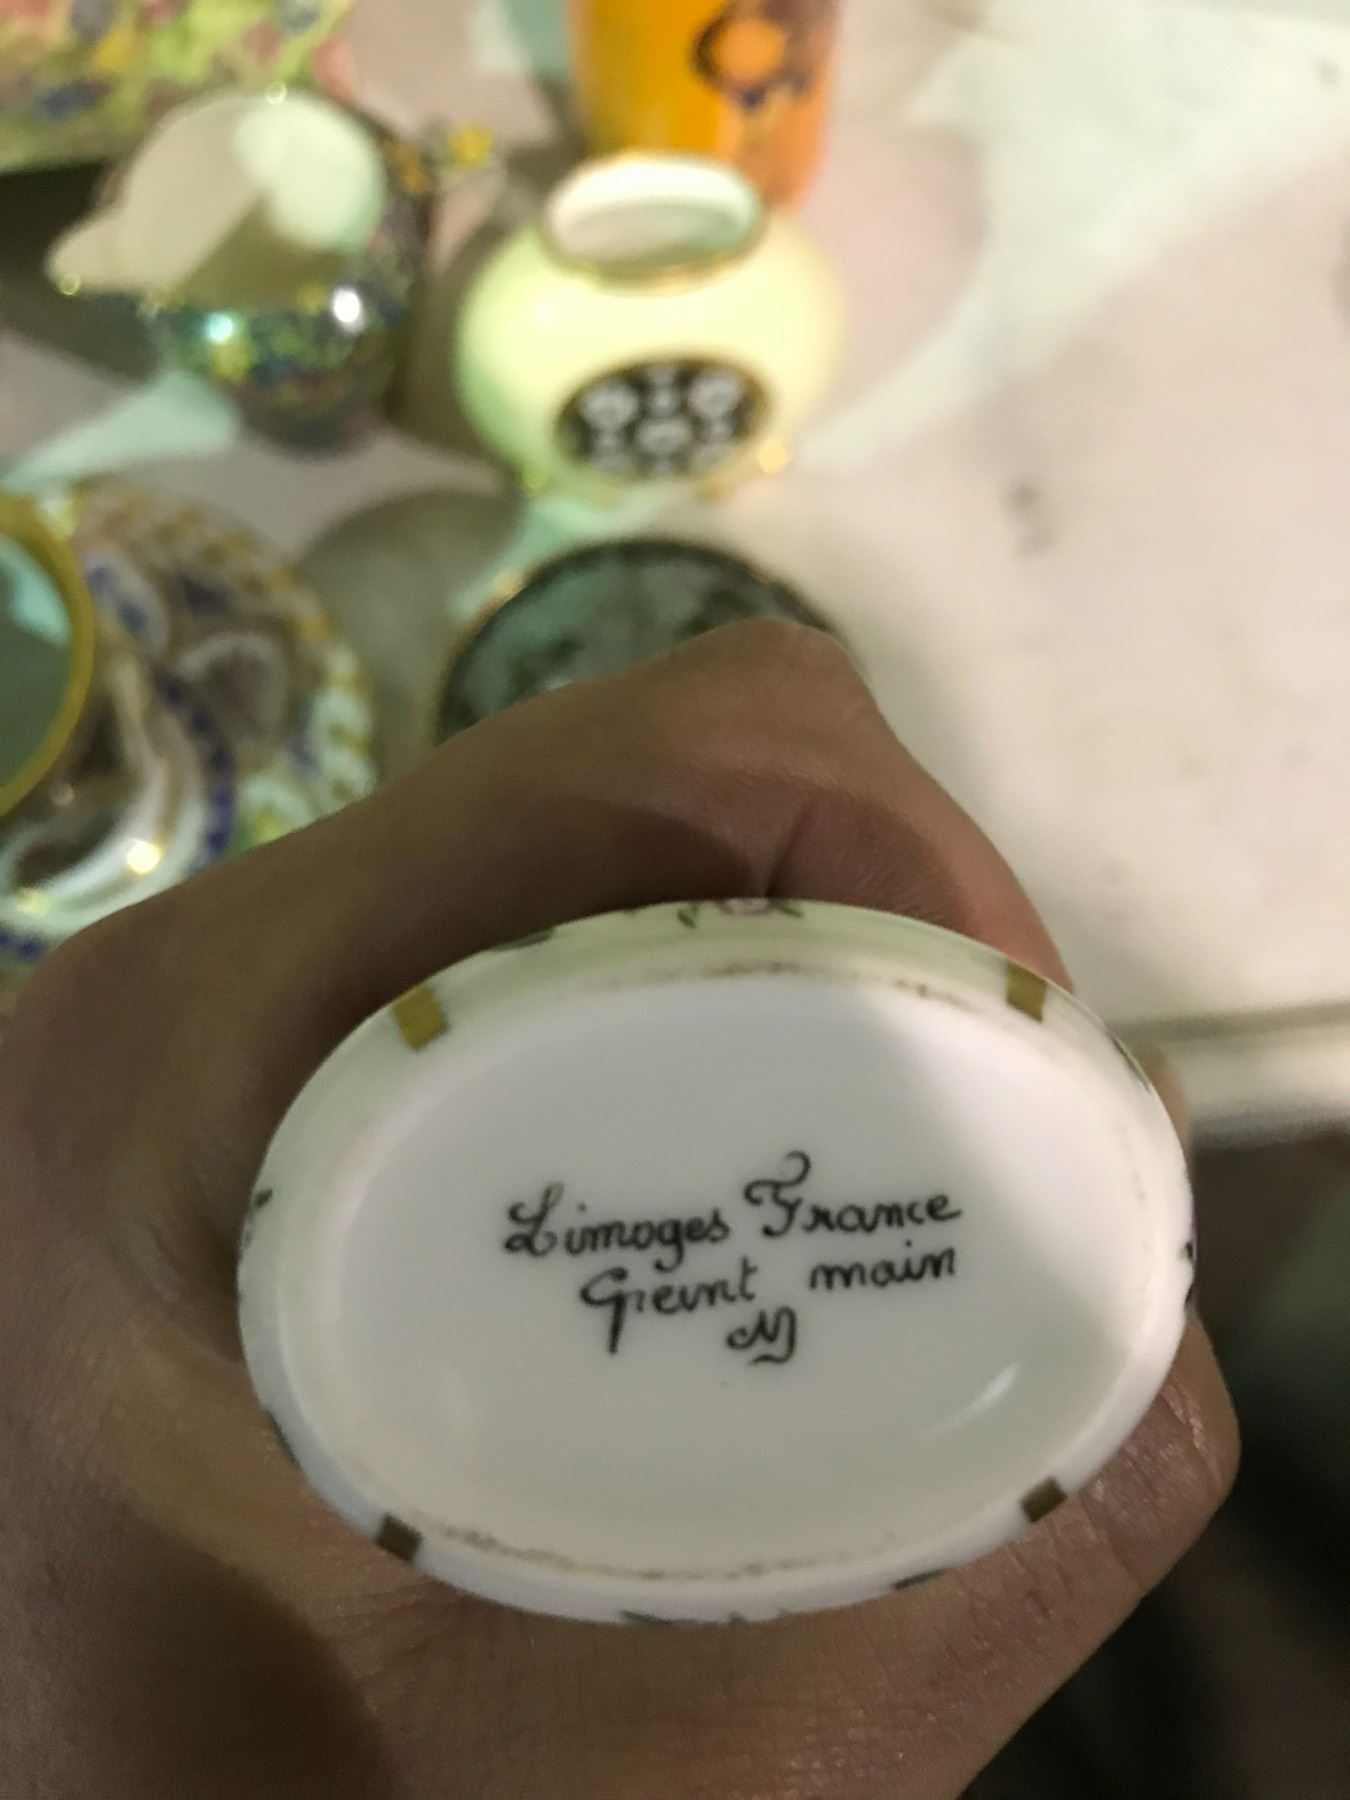 Limoges France
Peint main
M